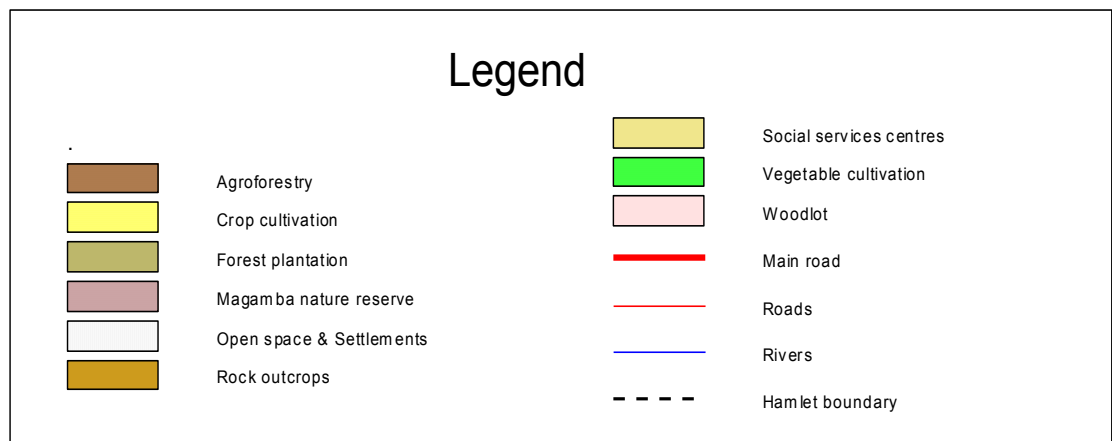 Legend
.
Agroforestry
Crop cultivation
Forest plantation
Magamba nature reserve
Open space & Settlements
Rock outcrops
Social services centres
Vegetable cultivation
Woodlot
Main road
Roads
Rivers
Hamlet boundary